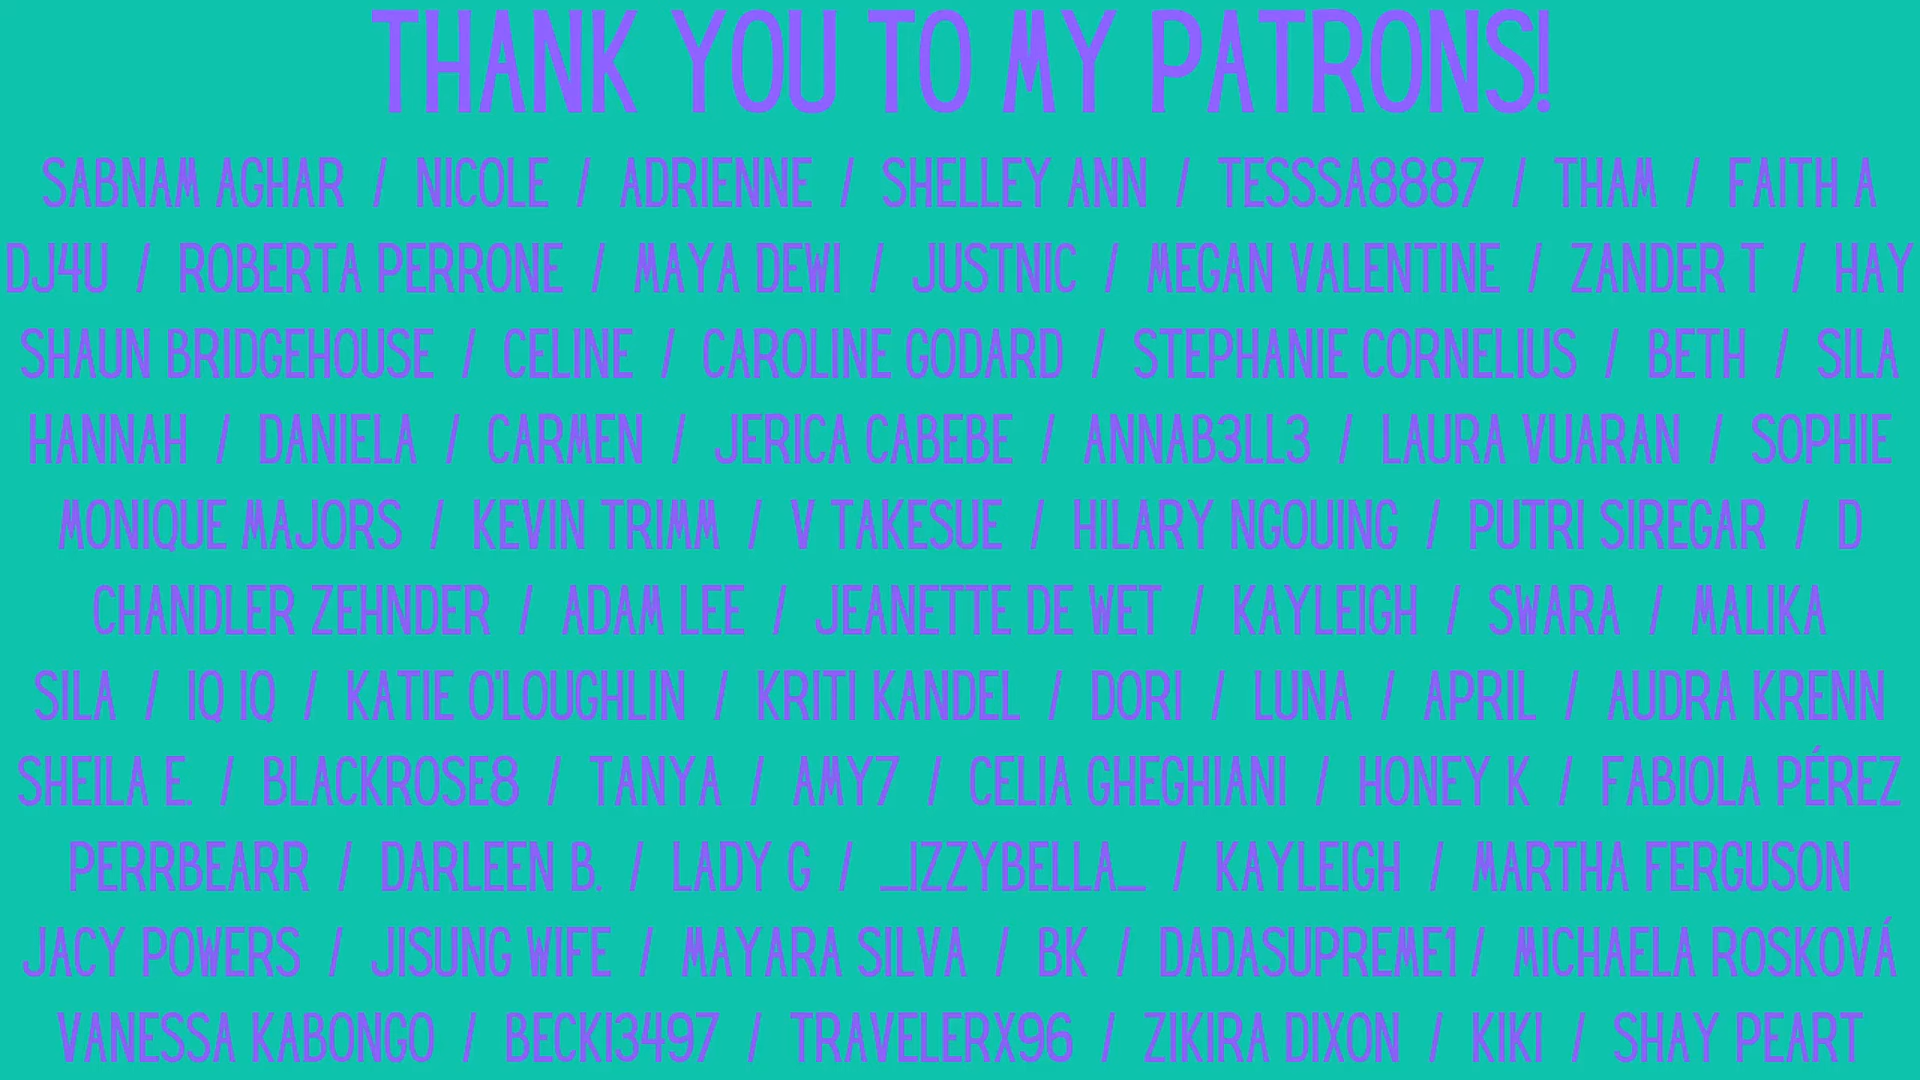 THANK YOU TO MY PATRONS!
SABNAM AGHAR / NICOLE / ADRIENNE / SHELLEY ANN / TESSSA8887 / THAM / FAITH A
DJ4U / ROBERTA PERRONE / MAYA DEWI / JUSTNIC / MEGAN VALENTINE / ZANDER T / HAY
SHAUN BRIDGEHOUSE / CELINE / CAROLINE GODARD / STEPHANIE CORNELIUS / BETH / SILA
HANNAH / DANIELA / CARMEN / JERICA CABEBE / ANNAB3LL3 / LAURA VUARAN / SOPHIE
MONIQUE MAJORS / KEVIN TRIMM / V TAKESUE / HILARY NGOUING / PUTRI SIREGAR / D
CHANDLER ZEHNDER / ADAM LEE / JEANETTE DE WET / KAYLEIGH / SWARA / MALIKA
SILA / IQ IQ / KATIE O'LOUGHLIN / KRITI KANDEL / DORI / LUNA / APRIL / AUDRA KRENN
SHEILA E. / BLACKROSE8 / TANYA / AMY7 / CELIA GHEGHIANI / HONEY K / FABIOLA PÉREZ
PERRBEARR / DARLEEN B. / LADY G / _IZZYBELLA_ / KAYLEIGH / MARTHA FERGUSON
JACY POWERS / JISUNG WIFE / MAYARA SILVA / BK / DADASUPREME1 / MICHAELA ROSKOVÁ
VANESSA KABONGO / BECKI3497 / TRAVELERX96 / ZIKIRA DIXON / KIKI / SHAY PEART